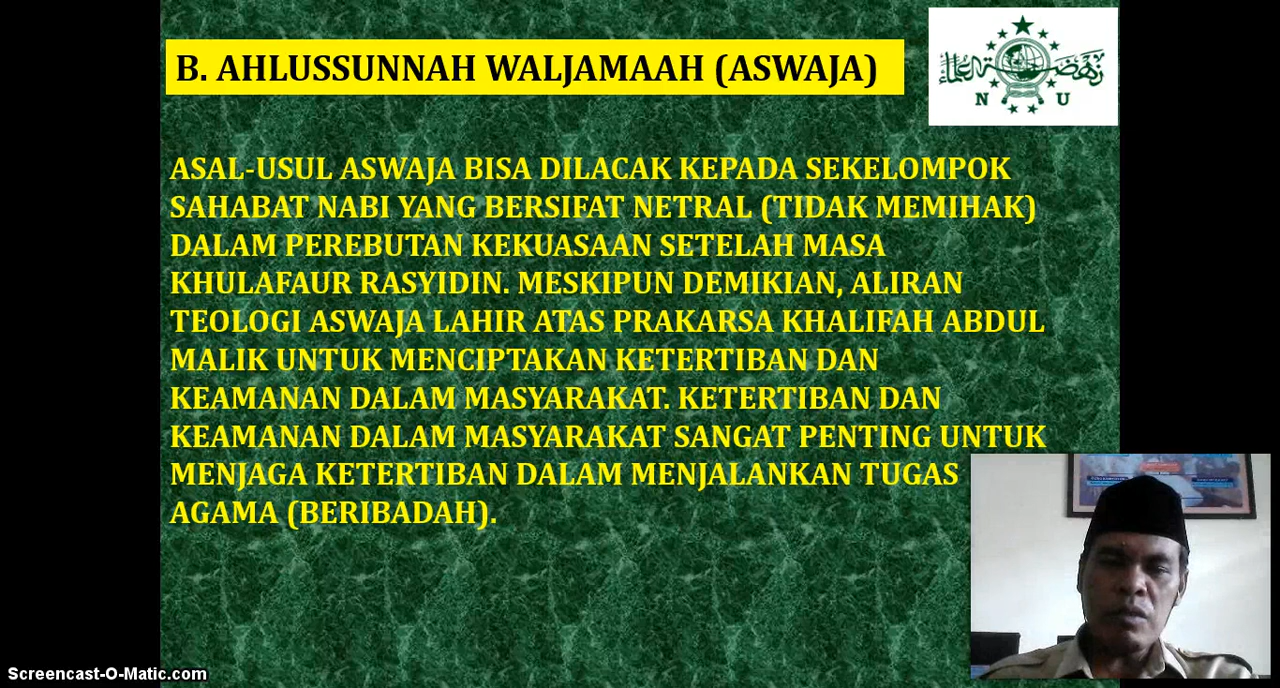 B. AHLUSSUNNAH WALJAMAAH (ASWAJA)
نهضة العلماء
N U
ASAL-USUL ASWAJA BISA DILACAK KEPADA SEKELOMPOK
SAHABAT NABI YANG BERSIFAT NETRAL (TIDAK MEMIHAK)
DALAM PEREBUTAN KEKUASAAN SETELAH MASA
KHULAFAUR RASYIDIN. MESKIPUN DEMIKIAN, ALIRAN
TEOLOGI ASWAJA LAHIR ATAS PRAKARSA KHALIFAH ABDUL
MALIK UNTUK MENCIPTAKAN KETERTIBAN DAN
KEAMANAN DALAM MASYARAKAT. KETERTIBAN DAN
KEAMANAN DALAM MASYARAKAT SANGAT PENTING UNTUK
MENJAGA KETERTIBAN DALAM MENJALANKAN TUGAS
AGAMA (BERIBADAH).
Screencast-O-Matic.com